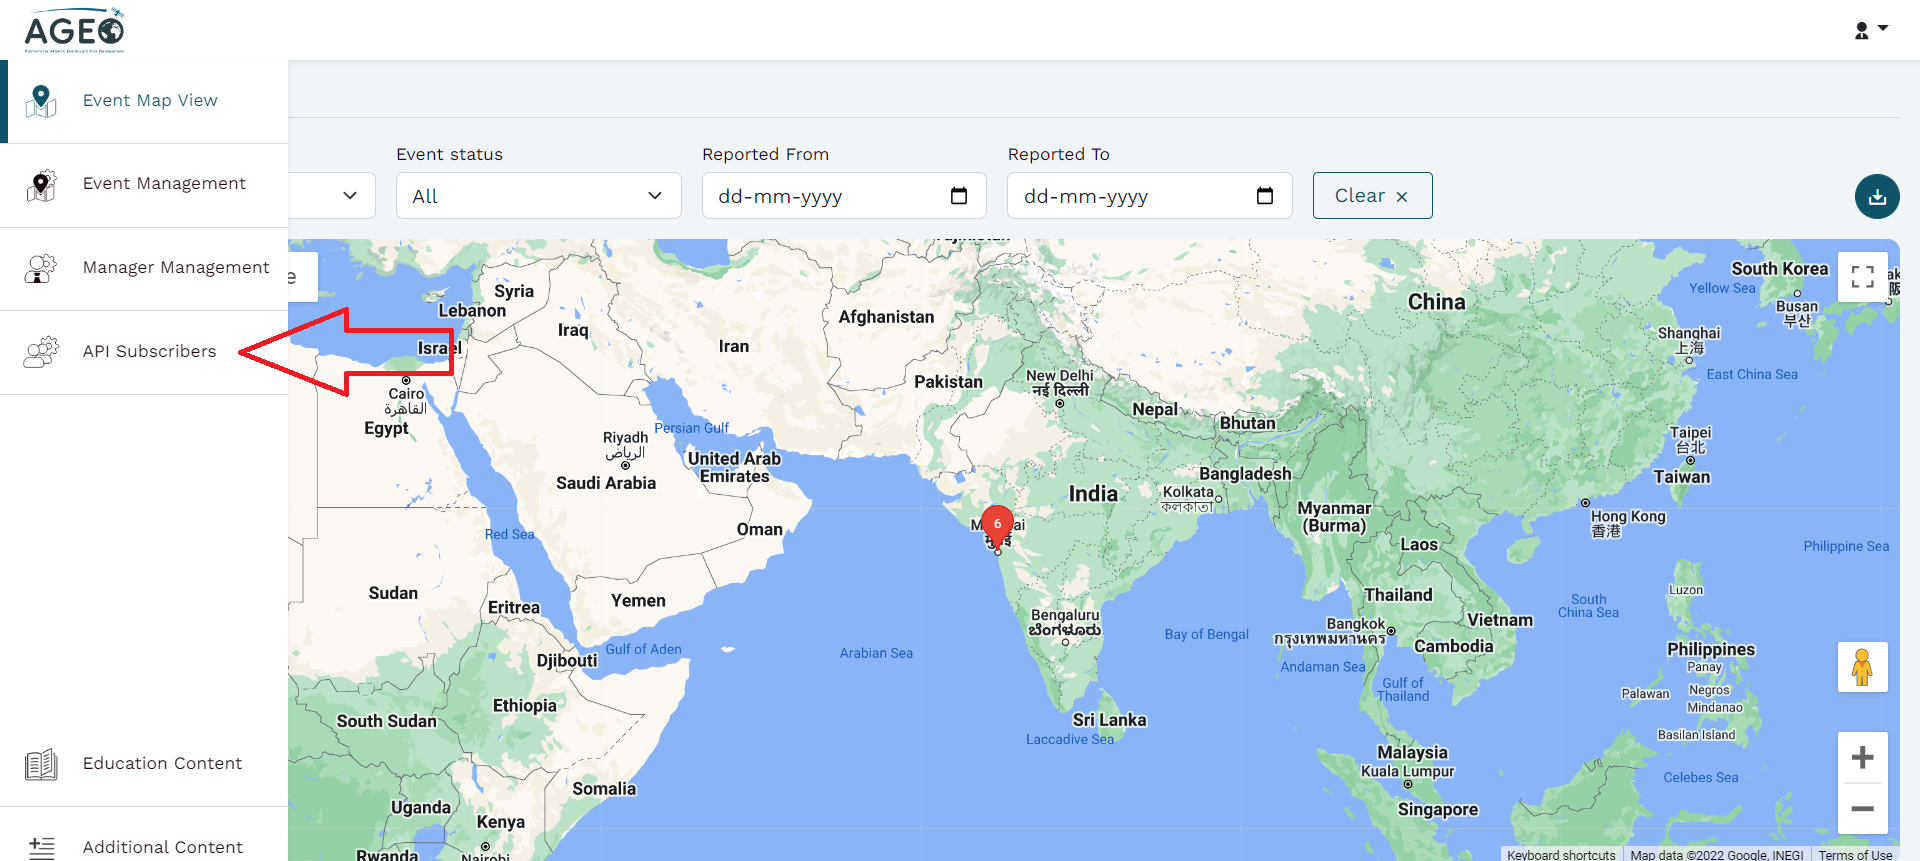 AGEO
Platform for Atlantic Geohazard Risk Management
Event Map View
Event Management
Manager Management
API Subscribers
Education Content
Additional Content
Event status
All
Reported From
dd-mm-yyyy
Reported To
dd-mm-yyyy
Clear ×
e
Syria
Lebanon
Iraq
Israel
Iran
Afghanistan
Pakistan
China
South Korea
Yellow Sea
Busan
부산
Shanghai
上海
East China Sea
New Delhi
नई दिल्ली
Nepal
Bhutan
Cairo
القاهرة
Egypt
Riyadh
الرياض
Persian Gulf
United Arab
Emirates
Saudi Arabia
Bangladesh
Taipei
台北
Taiwan
India
Kolkata
কলকাতা
Myanmar
(Burma)
Hong Kong
香港
6
Oman
Red Sea
Laos
Philippine Sea
Sudan
Eritrea
Yemen
Thailand
South
China Sea
Luzon
Bengaluru
ಬೆಂಗಳೂರು
Bangkok
กรุงเทพมหานคร
Vietnam
Bay of Bengal
Cambodia
Gulf of Aden
Djibouti
Arabian Sea
Andaman Sea
Philippines
Panay
Gulf of
Thailand
Palawan
Negros
Mindanao
Ethiopia
South Sudan
Sri Lanka
Laccadive Sea
Basilan Island
Malaysia
Kuala Lumpur
Celebes Sea
Somalia
Uganda
Singapore
Kenya
Rwanda
Nairobi
Keyboard shortcuts
Map data ©2022 Google, INEGI
Terms of Use